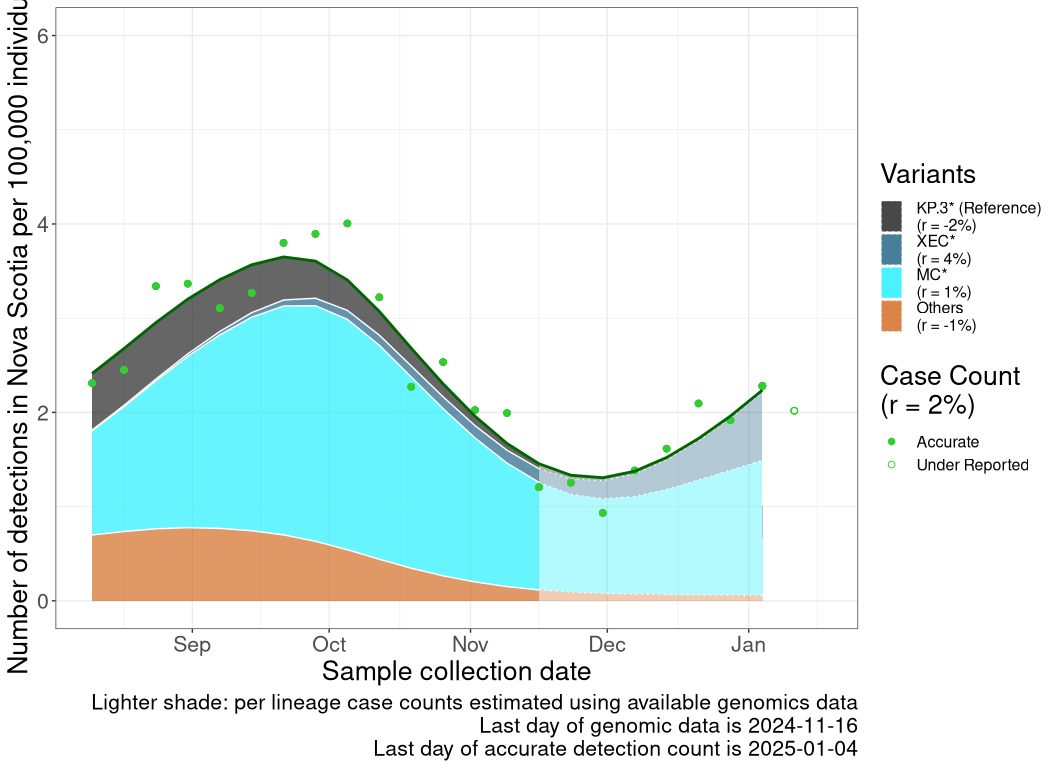 Number of detections in Nova Scotia per 100,000
6
4
2
0
Sep Oct Nov Dec Jan
Sample collection date
Lighter shade: per lineage case counts estimated using available genomics data
Last day of genomic data is 2024-11-16
Last day of accurate detection count is 2025-01-04
Variants
KP.3* (Reference)
(r = -2%)
XEC*
(r = 4%)
MC*
(r = 1%)
Others
(r = -1%)
Case Count
(r = 2%)
Accurate
Under Reported